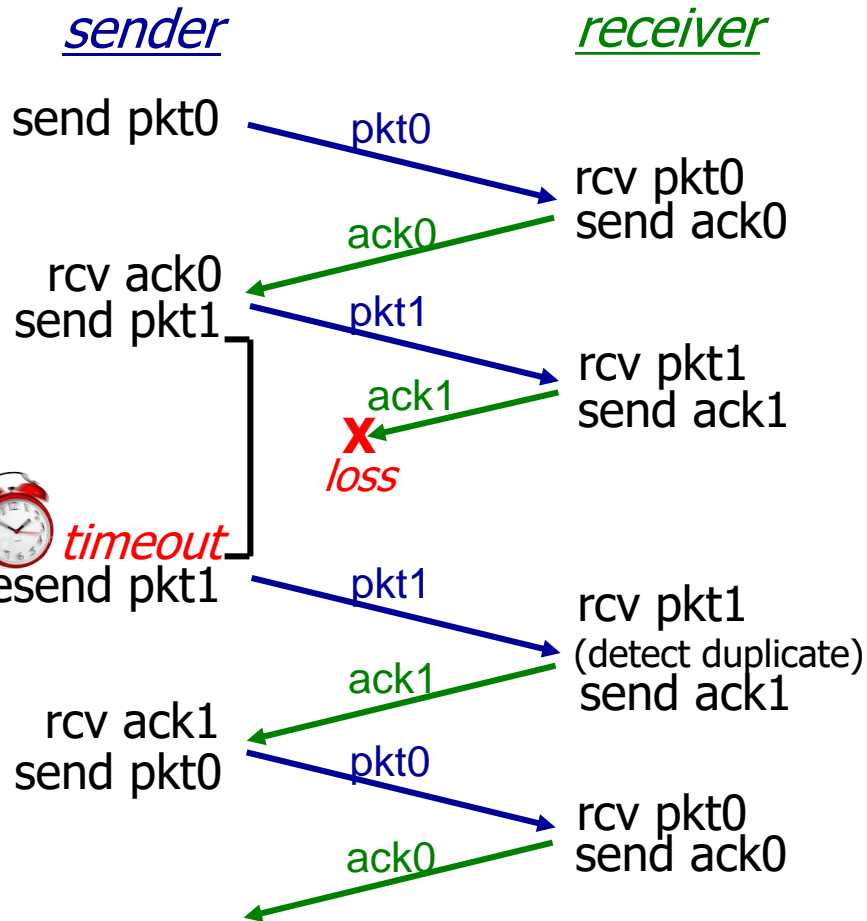 sender
receiver
send pkt0
pkt0
rcv pkt0
send ack0
ack0
rcv ack0
send pkt1
pkt1
rcv pkt1
send ack1
ack1
X
loss
timeout
esend pkt1
pkt1
rcv pkt1
(detect duplicate)
send ack1
ack1
rcv ack1
send pkt0
pkt0
rcv pkt0
send ack0
ack0